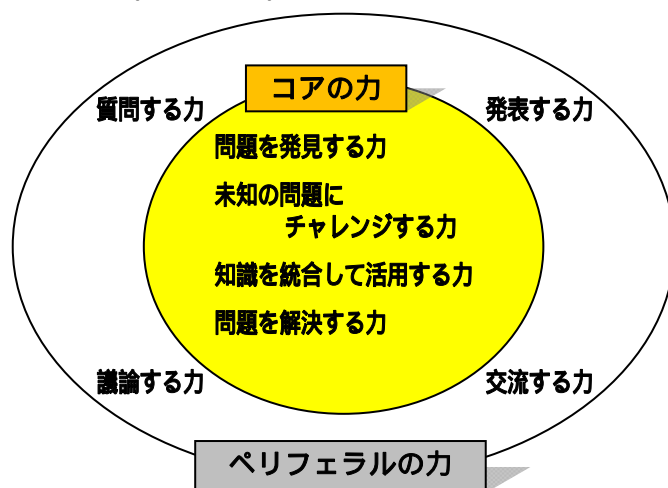 コアの力
質問する力
発表する力
問題を発見する力
未知の問題に
チャレンジする力
知識を統合して活用する力
問題を解決する力
議論する力
交流する力
ペリフェラルの力